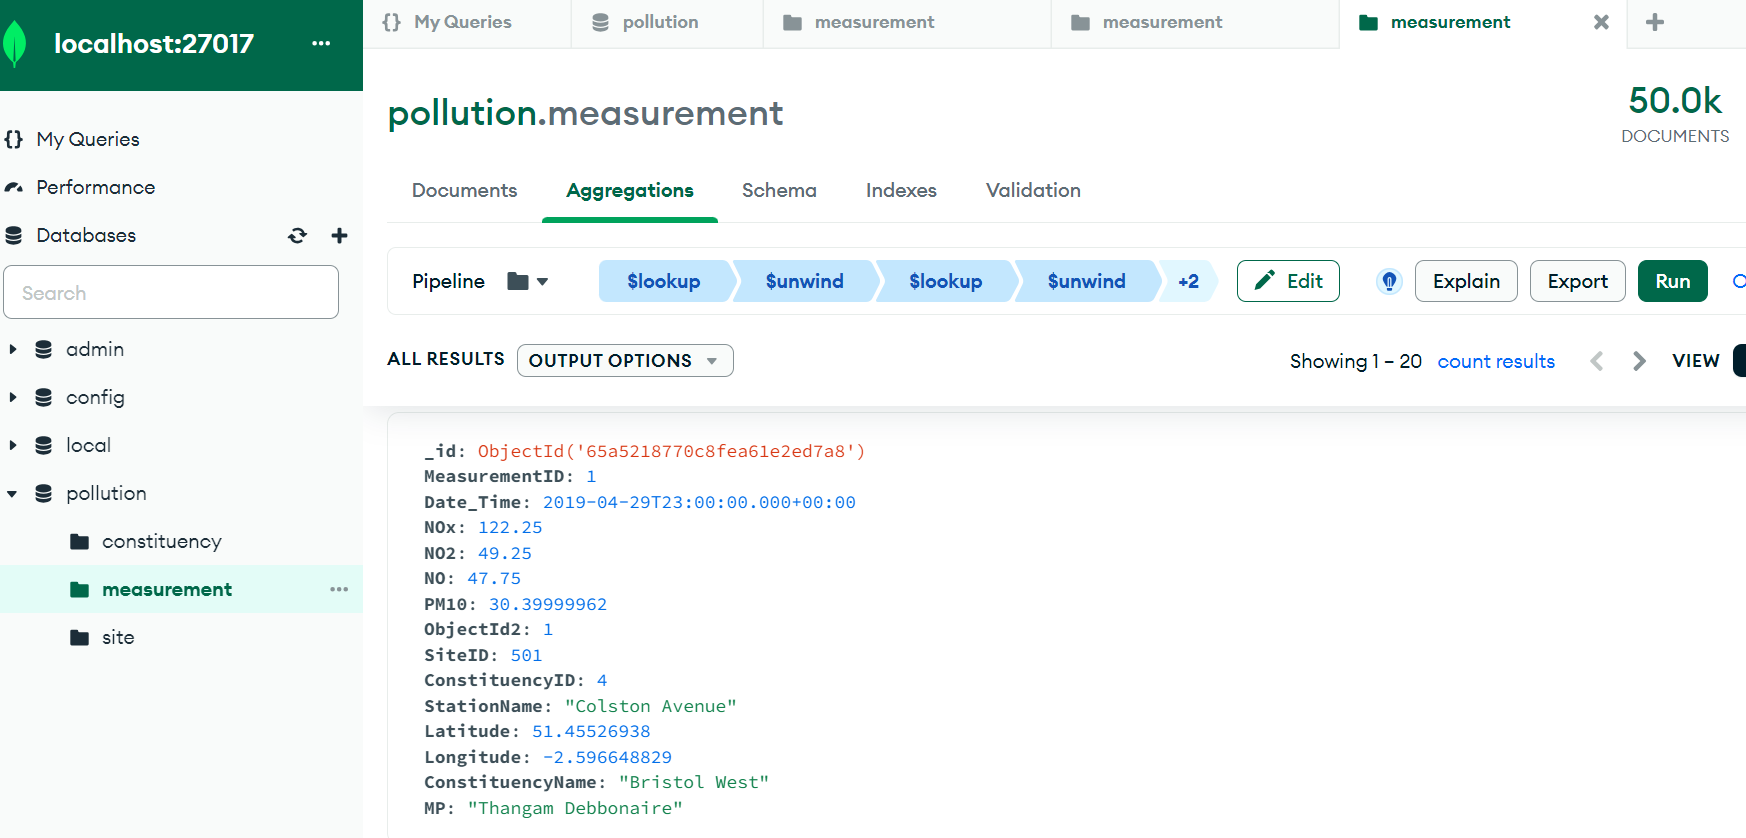 localhost:27017
My Queries
Performance
Databases
Search
admin
config
local
pollution
constituency
measurement
site
{} My Queries
pollution
measurement
measurement
measurement
pollution.measurement
50.0k
DOCUMENTS
Documents Aggregations Schema Indexes Validation
Pipeline $lookup $unwind $lookup $unwind +2 Edit Explain Export Run
ALL RESULTS OUTPUT OPTIONS Showing 1 – 20 count results VIEW
_id: ObjectId('65a5218770c8fea61e2ed7a8')
MeasurementID: 1
Date_Time: 2019-04-29T23:00:00.000+00:00
NOx: 122.25
NO2: 49.25
NO: 47.75
PM10: 30.39999962
ObjectId2: 1
SiteID: 501
ConstituencyID: 4
StationName: "Colston Avenue"
Latitude: 51.45526938
Longitude: -2.596648829
ConstituencyName: "Bristol West"
MP: "Thangam Debbonaire"